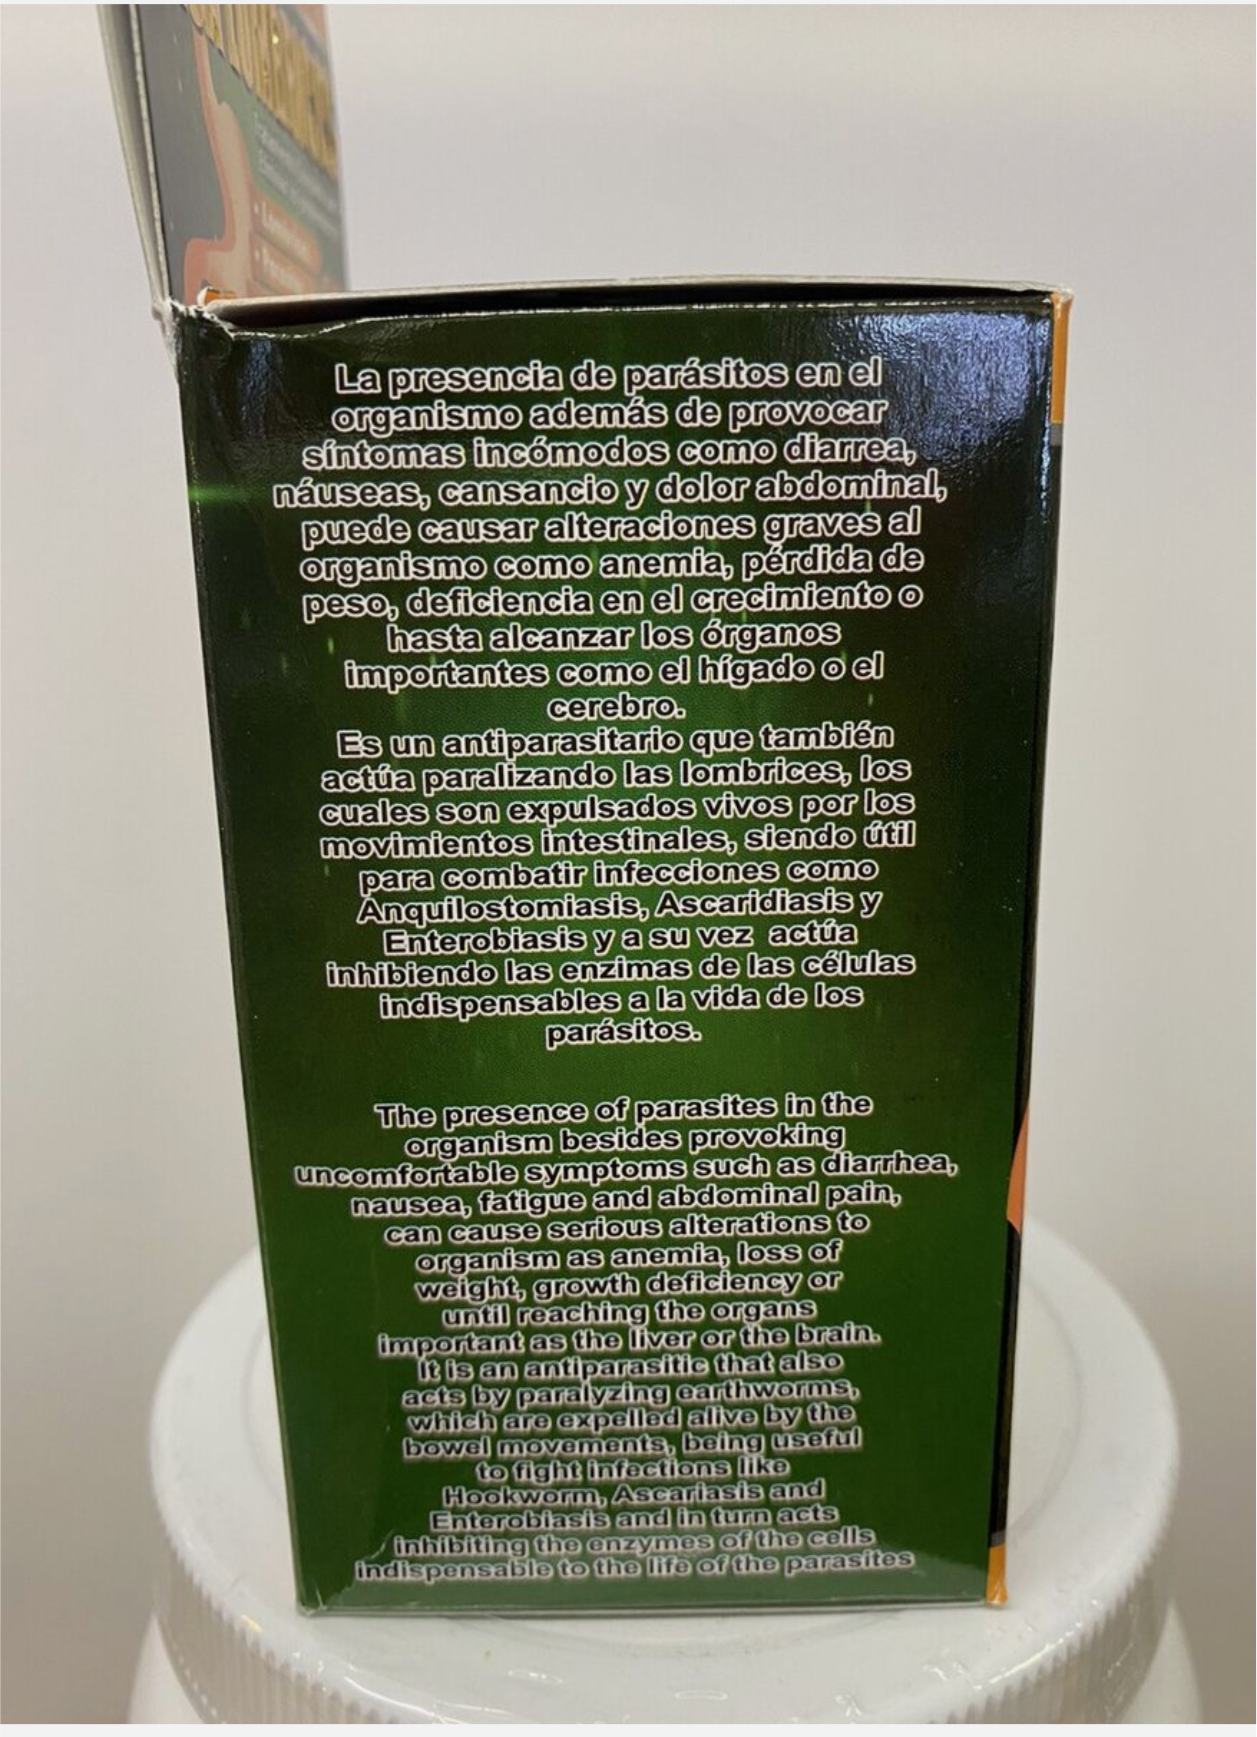 La presencia de parásitos en el
organismo además de provocar
síntomas incómodos como diarrea,
náuseas, cansancio y dolor abdominal,
puede causar alteraciones graves al
organismo como anemia, pérdida de
peso, deficiencia en el crecimiento o
hasta alcanzar los órganos
importantes como el hígado o el
cerebro.
Es un antiparasitario que también
actúa paralizando las lombrices, los
cuales son expulsados vivos por los
movimientos intestinales, siendo útil
para combatir infecciones como
Anquilostomiasis, Ascaridiasis y
Enterobiasis y a su vez actúa
inhibiendo las enzimas de las células
indispensables a la vida de los
parásitos.
The presence of parasites in the
organism besides provoking
uncomfortable symptoms such as diarrhea,
nausea, fatigue and abdominal pain,
can cause serious alterations to
organism as anemia, loss of
weight, growth deficiency or
until reaching the organs
important as the liver or the brain.
It is an antiparasitic that also
acts by paralyzing earthworms,
which are expelled alive by the
bowel movements, being useful
to fight infections like
Hookworm, Ascariasis and
Enterobiasis and in turn acts
inhibiting the enzymes of the cells
indispensable to the life of the parasites